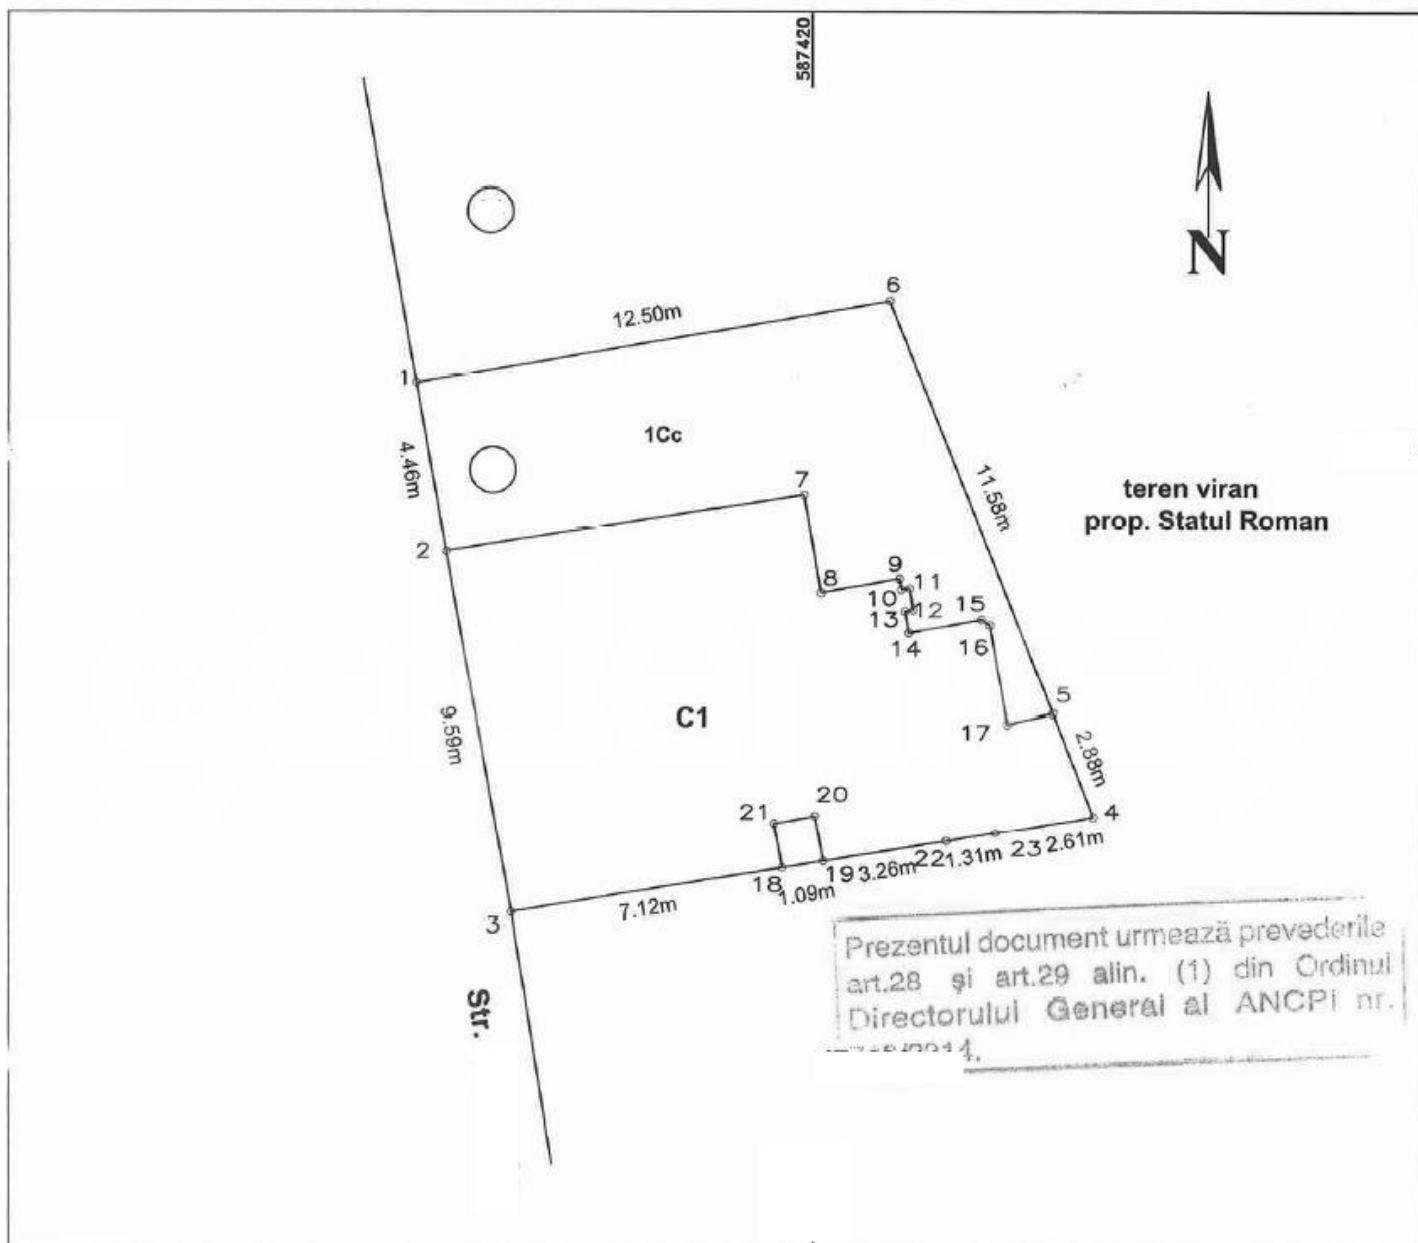 587420
N
6
12.50m
1
1Cc
4.46m
7
11.58m
teren viran
prop. Statul Roman
2
9
8
11
10
12
13
15
14
16
5
C1
17
9.59m
2.88m
20
21
4
22
23
2.61m
1.31m
19
3.26m
18
1.09m
7.12m
3
Str.
Prezentul document urmează prevederile
art.28 și art.29 alin. (1) din Ordinul
Directorului General al ANCPI nr.